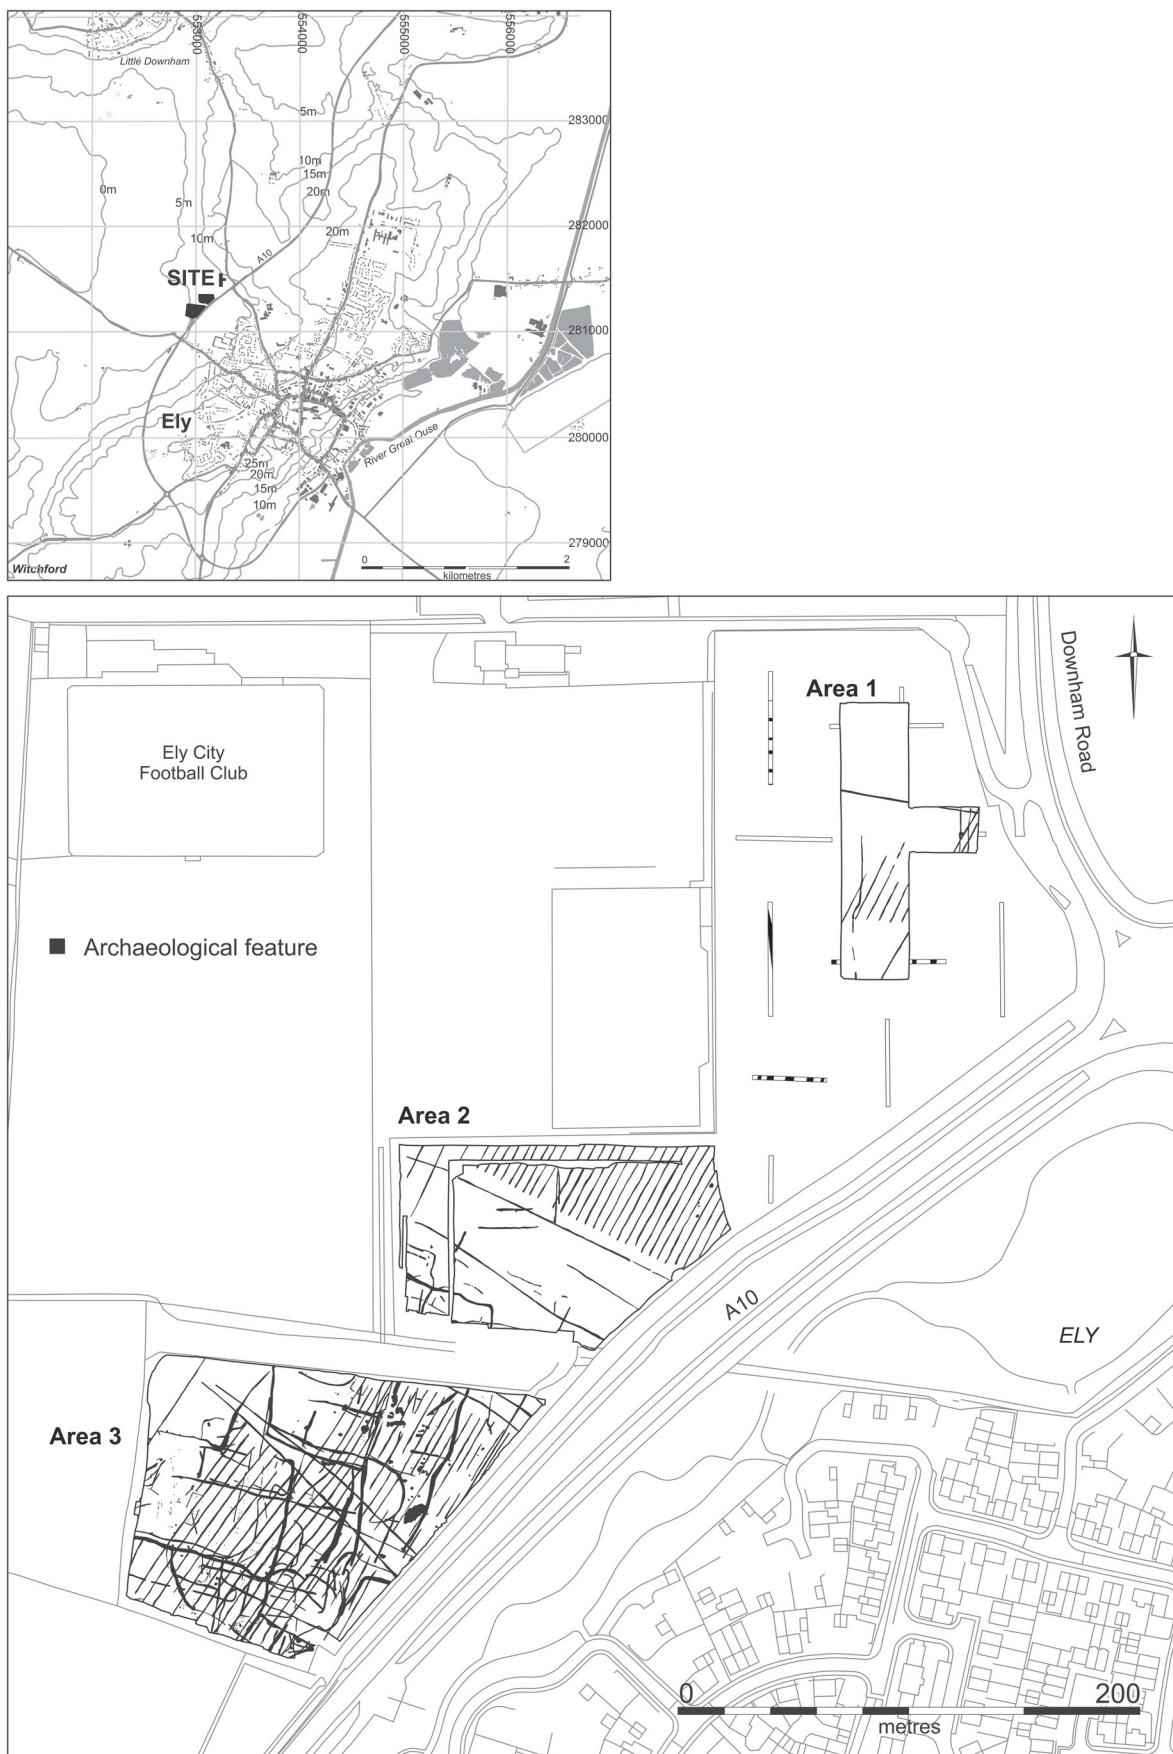 553000
554000
555000
556000
Little Downham
5m
283000
10m
15m
0m
20m
5m
282000
10m
20m
A10
SITE
281000
Ely
River Great Ouse
280000
25m
20m
15m
10m
279000
Witchford
0 2
kilometres
Downham Road
Area 1
Ely City
Football Club
Archaeological feature
Area 2
A10
ELY
Area 3
0 200
metres